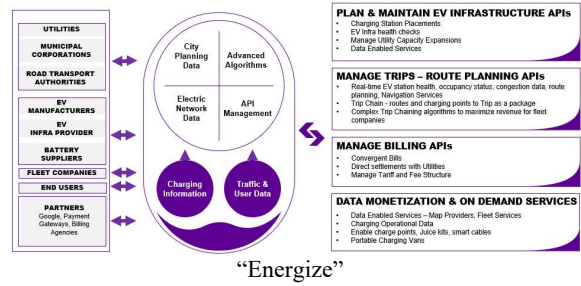 UTILITIES
MUNICIPAL
CORPORATIONS
ROAD TRANSPORT
AUTHORITIES
EV
MANUFACTURERS
EV
INFRA PROVIDER
BATTERY
SUPPLIERS
FLEET COMPANIES
END USERS
PARTNERS
Google, Payment
Gateways, Billing
Agencies
City
Planning
Data
Advanced
Algorithms
Electric
Network
Data
API
Management
Charging
Information
Traffic &
User Data
PLAN & MAINTAIN EV INFRASTRUCTURE APIs
• Charging Station Placements
• EV Infra health checks
• Manage Utility Capacity Expansions
• Data Enabled Services
MANAGE TRIPS – ROUTE PLANNING APIs
• Real-time EV station health, occupancy status, congestion data, route
planning, Navigation Services
• Trip Chain - routes and charging points to Trip as a package
• Complex Trip Chaining algorithms to maximize revenue for fleet
companies
MANAGE BILLING APIs
• Convergent Bills
• Direct settlements with Utilities
• Manage Tariff and Fee Structure
DATA MONETIZATION & ON DEMAND SERVICES
• Data Enabled Services – Map Providers, Fleet Services
• Charging Operational Data
• Enable charge points, Juice kits, smart cables
• Portable Charging Vans
“Energize”